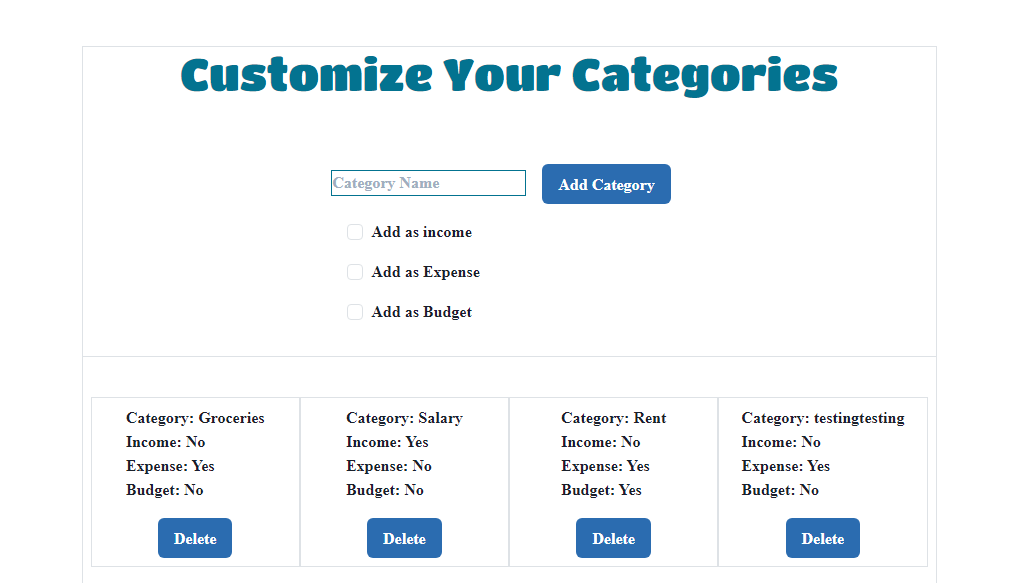 Customize Your Categories
Category Name
Add Category
Add as income
Add as Expense
Add as Budget
Category: Groceries
Income: No
Expense: Yes
Budget: No
Delete
Category: Salary
Income: Yes
Expense: No
Budget: No
Delete
Category: Rent
Income: No
Expense: Yes
Budget: Yes
Delete
Category: testingtesting
Income: No
Expense: Yes
Budget: No
Delete